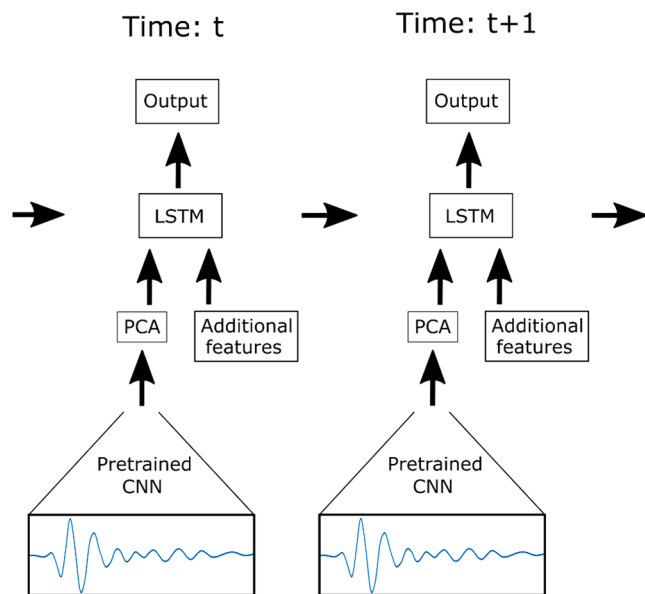 Time: t
Time: t+1
Output
Output
LSTM
LSTM
PCA
Additional
features
PCA
Additional
features
Pretrained
CNN
Pretrained
CNN